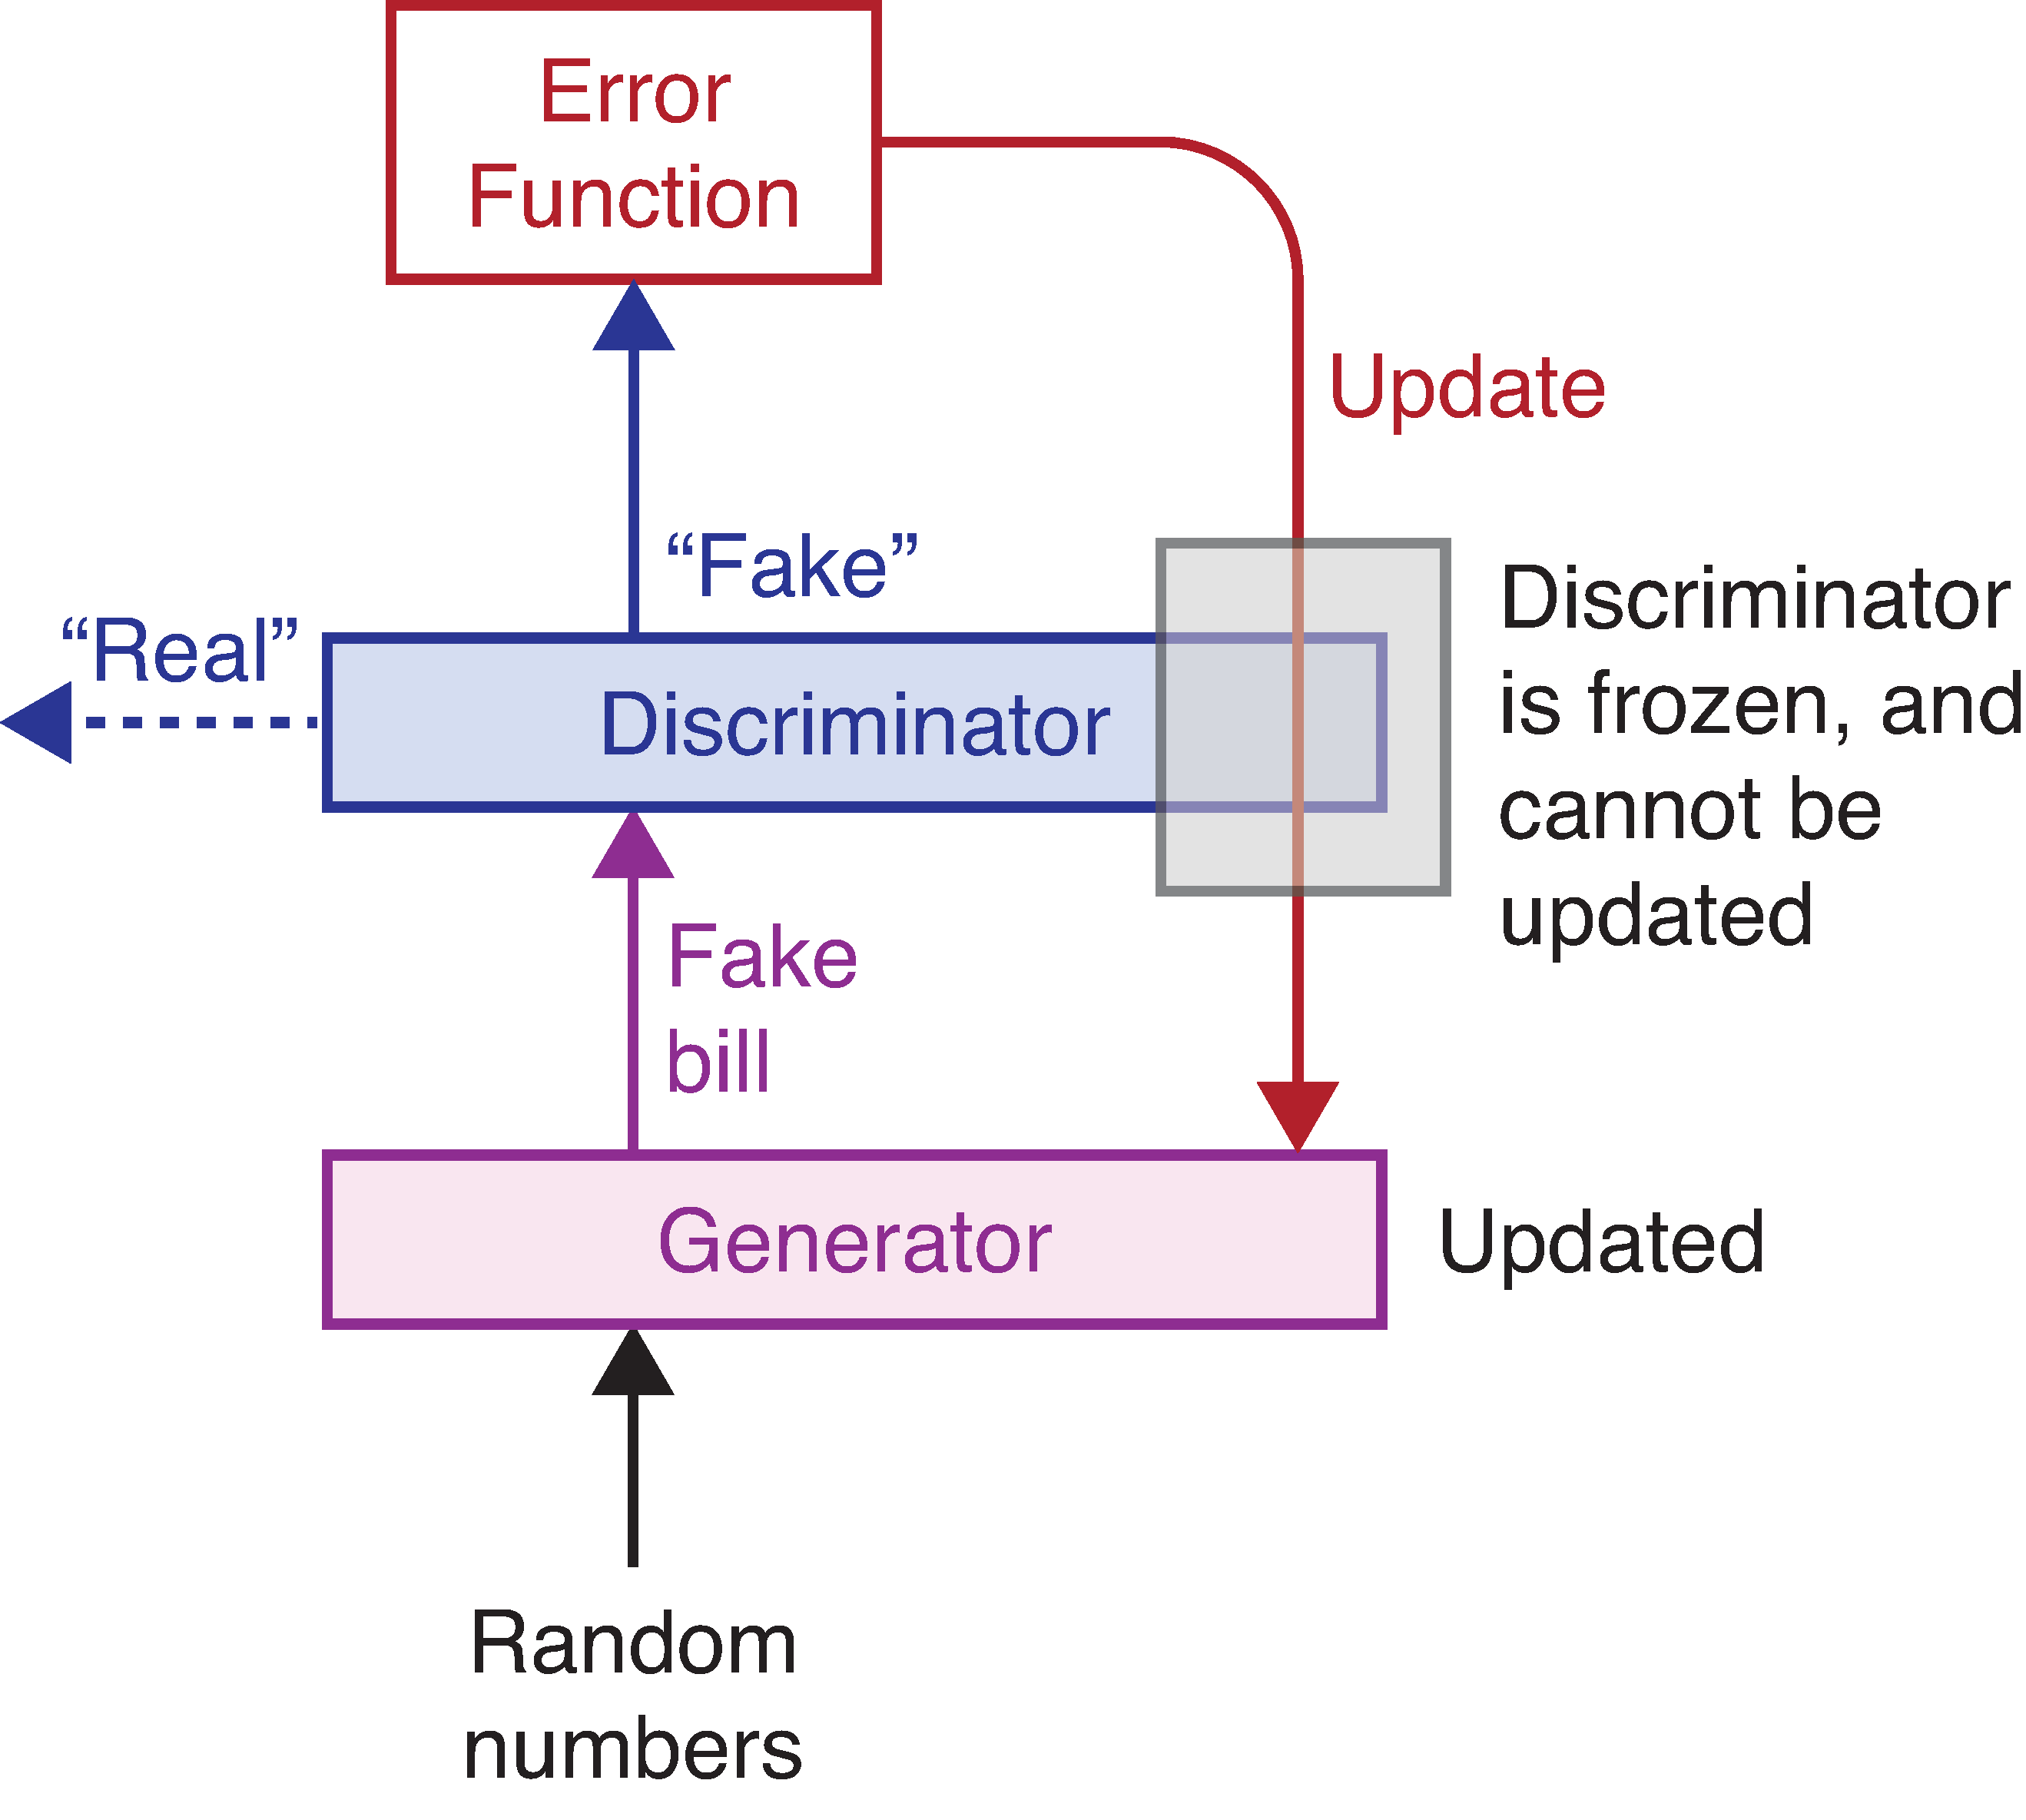 Error
Function
Update
“Fake”
“Real”
Discriminator
Discriminator
is frozen, and
cannot be
updated
Fake
bill
Generator
Updated
Random
numbers